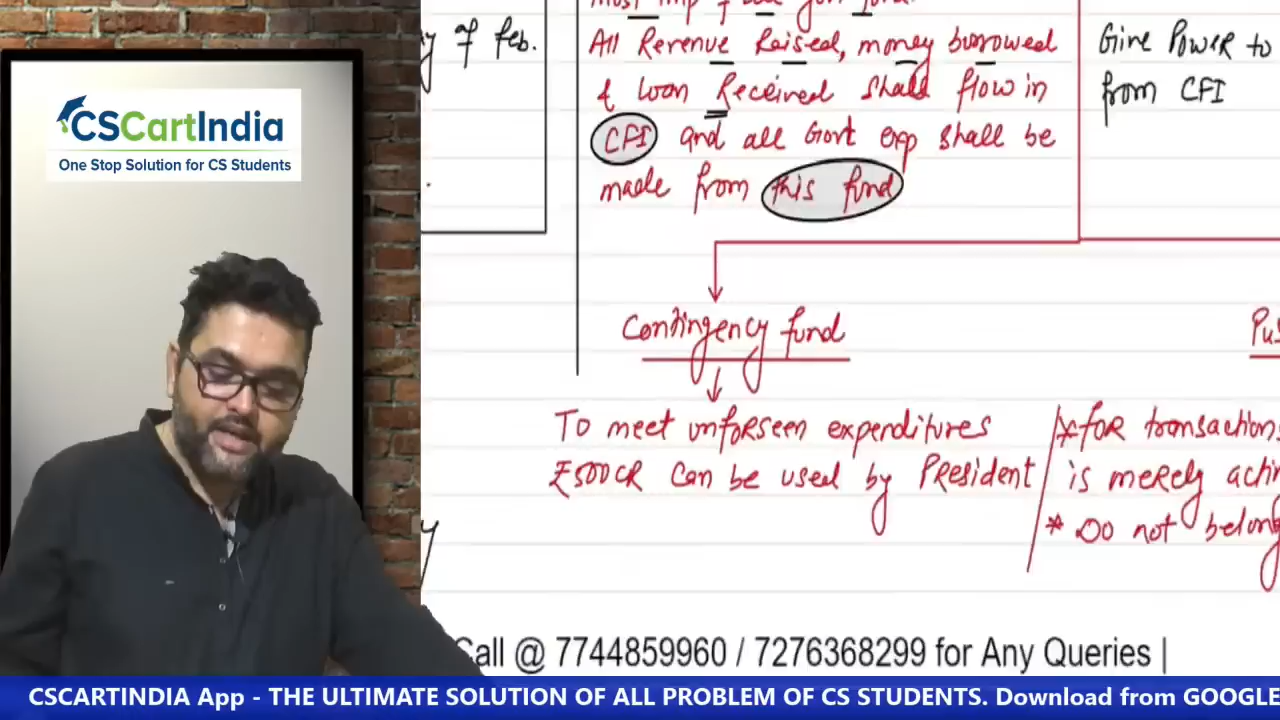 CSCartIndia
One Stop Solution for CS Students
of Feb.
All Revenue Raised, money borrowed
& Loan Received shall flow in
CFI and all Govt exp shall be
made from this fund
Give Power to
from CFI
Contingency fund
To meet unforseen expenditures
₹500CR Can be used by President
*for transactions
is merely
* Do not belong
Call @ 7744859960 / 7276368299 for Any Queries |
CSCARTINDIA App - THE ULTIMATE SOLUTION OF ALL PROBLEM OF CS STUDENTS. Download from GOOGLE